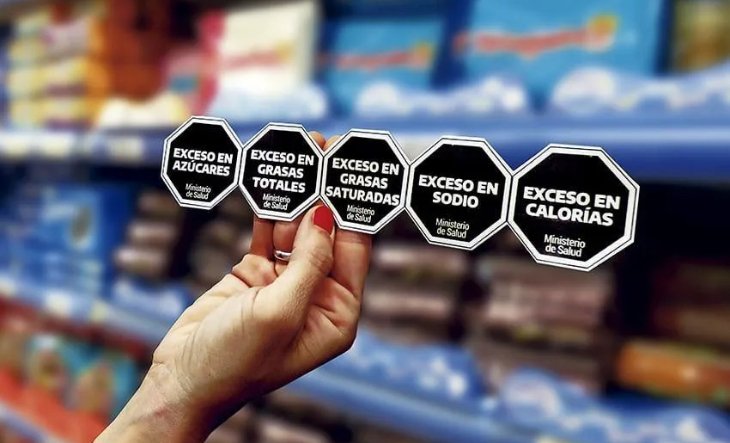 EXCESO EN
AZÚCARES
Ministerio
de Salud
EXCESO EN
GRASAS
TOTALES
Ministerio
de Salud
EXCESO EN
GRASAS
SATURADAS
Ministerio
de Salud
EXCESO EN
SODIO
Ministerio
de Salud
EXCESO EN
CALORÍAS
Ministerio
de Salud